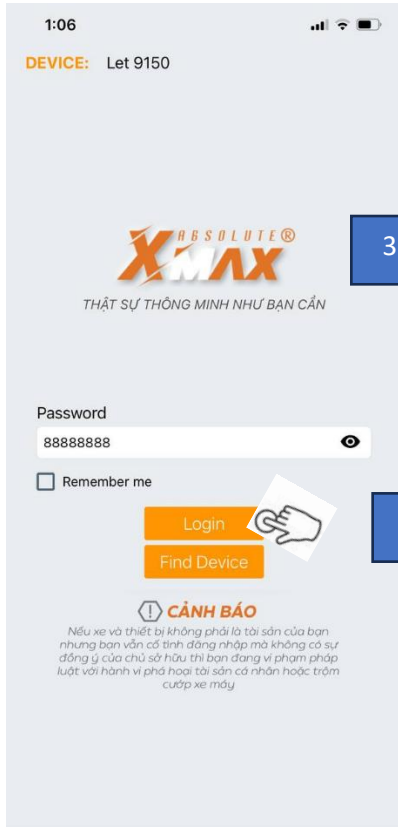 1:06
DEVICE: Let 9150
ABSOLUTE®
XMAX
3
THẬT SỰ THÔNG MINH NHƯ BẠN CẦN
Password
88888888
Remember me
Login
Find Device
CẢNH BÁO
Nếu xe và thiết bị không phải là tài sản của bạn
nhưng bạn vẫn cố tình đăng nhập mà không có sự
đồng ý của chủ sở hữu thì bạn đang vi phạm pháp
luật với hành vi phá hoại tài sản cá nhân hoặc trộm
cướp xe máy